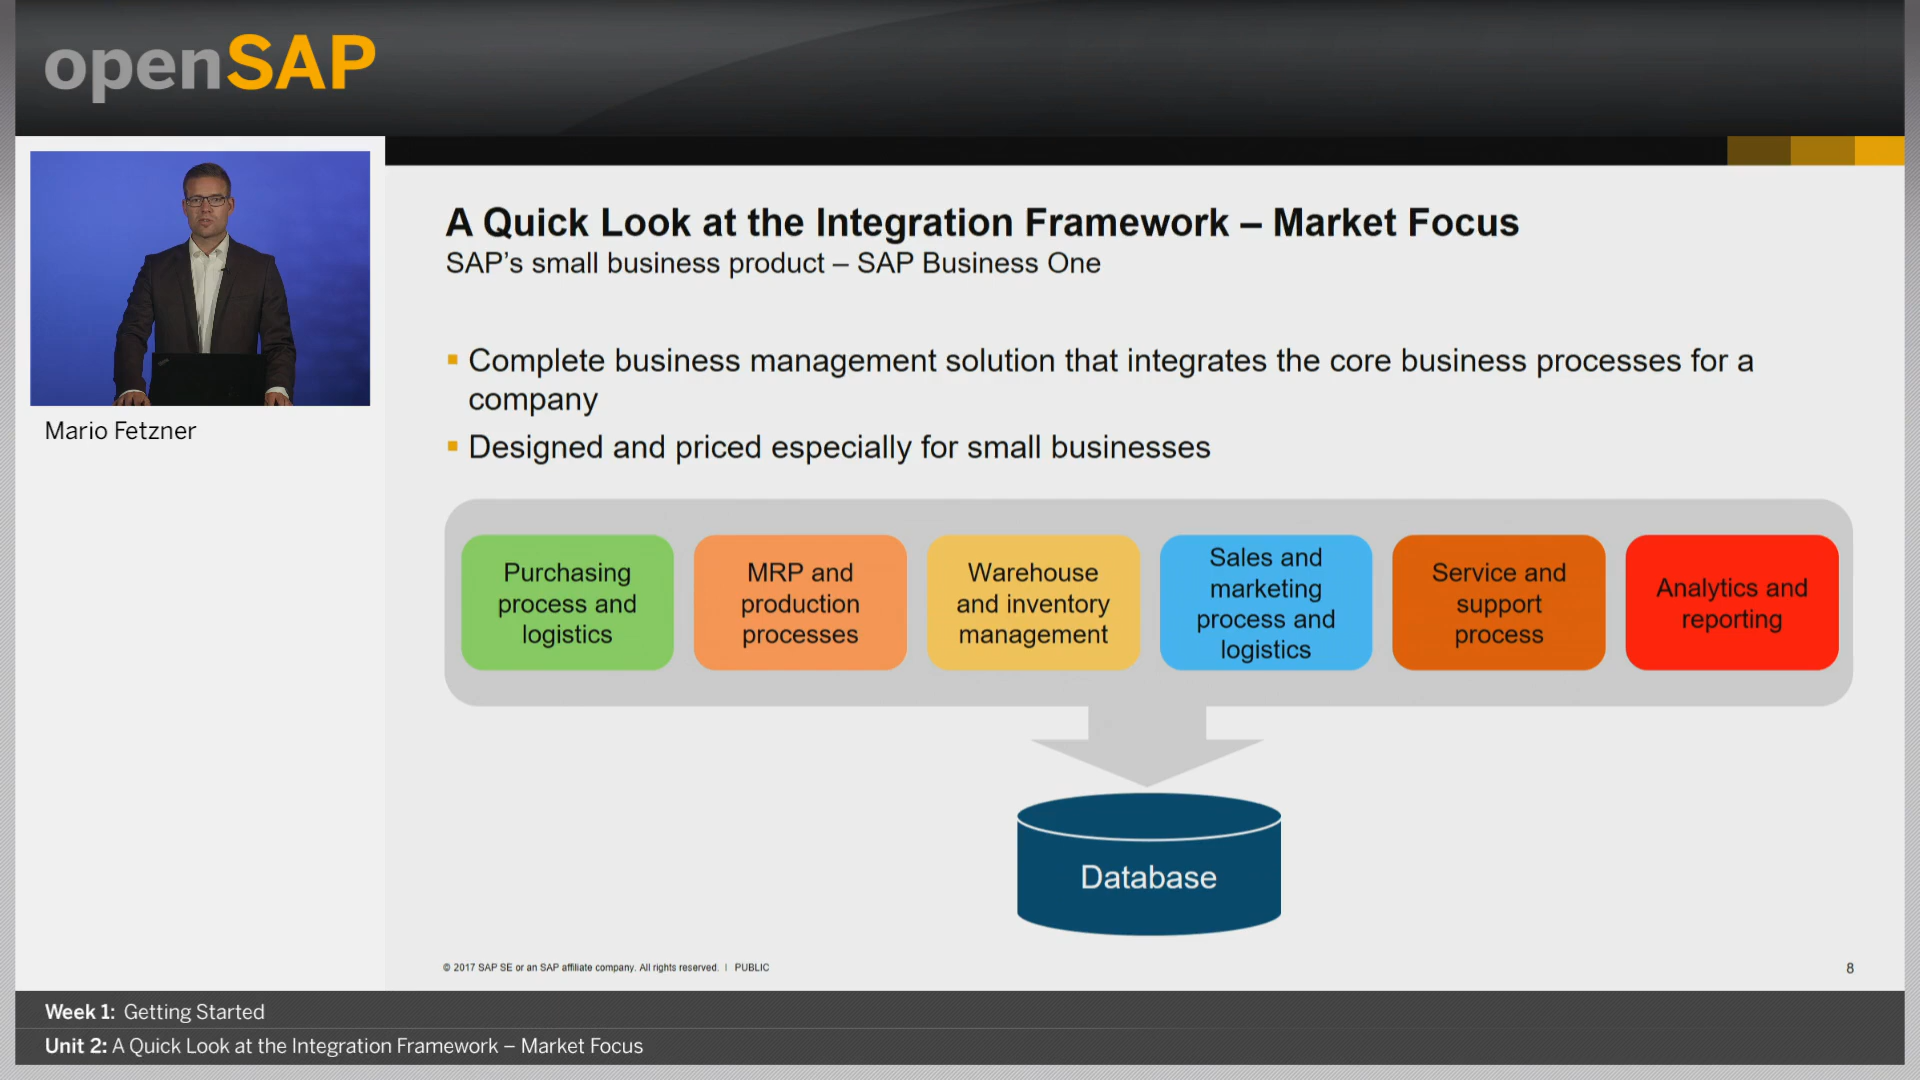 openSAP
Mario Fetzner
A Quick Look at the Integration Framework – Market Focus
SAP's small business product – SAP Business One
Complete business management solution that integrates the core business processes for a
company
Designed and priced especially for small businesses
Purchasing
process and
logistics
MRP and
production
processes
Warehouse
and inventory
management
Sales and
marketing
process and
logistics
Service and
support
process
Analytics and
reporting
Database
© 2017 SAP SE or an SAP affiliate company. All rights reserved. | PUBLIC
8
Week 1: Getting Started
Unit 2: A Quick Look at the Integration Framework – Market Focus